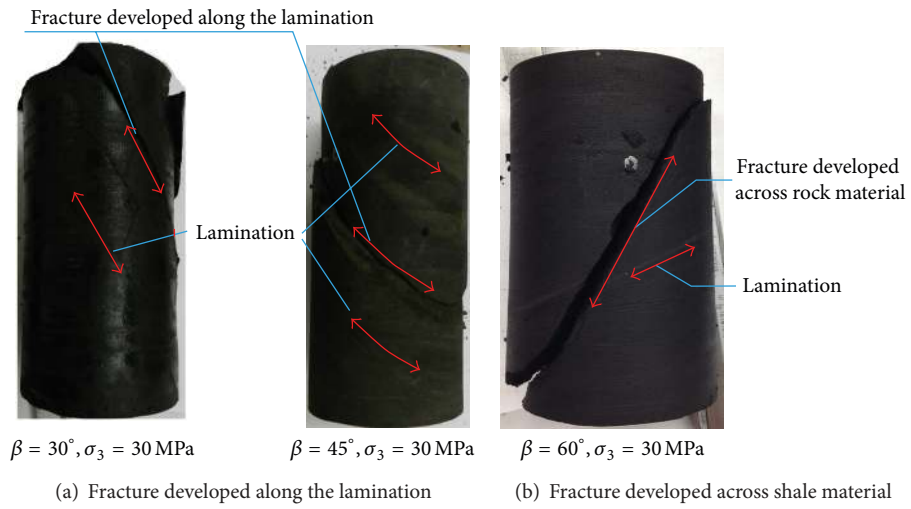 Fracture developed along the lamination
Lamination
Fracture developed
across rock material
Lamination
β = 30°, σ₃ = 30 MPa
β = 45°, σ₃ = 30 MPa
β = 60°, σ₃ = 30 MPa
(a) Fracture developed along the lamination
(b) Fracture developed across shale material